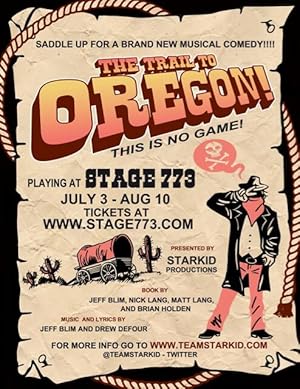 SADDLE UP FOR A BRAND NEW MUSICAL COMEDY!!!!
THE TRAIL TO
OREGON!
THIS IS NO GAME!
PLAYING AT STAGE 773
JULY 3 - AUG 10
TICKETS AT
WWW.STAGE773.COM
PRESENTED BY
STARKID
PRODUCTIONS
BOOK BY
JEFF BLIM, NICK LANG, MATT LANG,
AND BRIAN HOLDEN
MUSIC AND LYRICS BY
JEFF BLIM AND DREW DEFOUR
FOR MORE INFO GO TO WWW.TEAMSTARKID.COM
@TEAMSTARKID - TWITTER